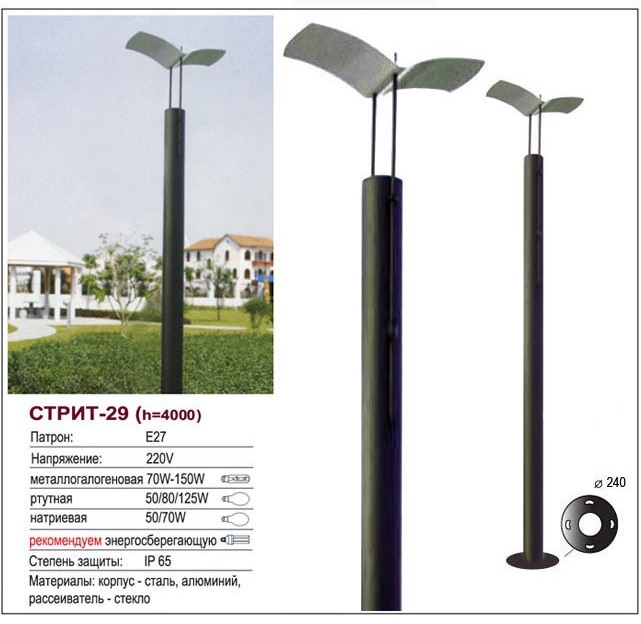 СТРИТ-29 (h=4000)
Патрон: E27
Напряжение: 220V
металлогалогеновая 70W-150W
ртутная 50/80/125W
натриевая 50/70W
рекомендуем энергосберегающую
Степень защиты: IP 65
Материалы: корпус - сталь, алюминий,
рассеиватель - стекло
⌀ 240